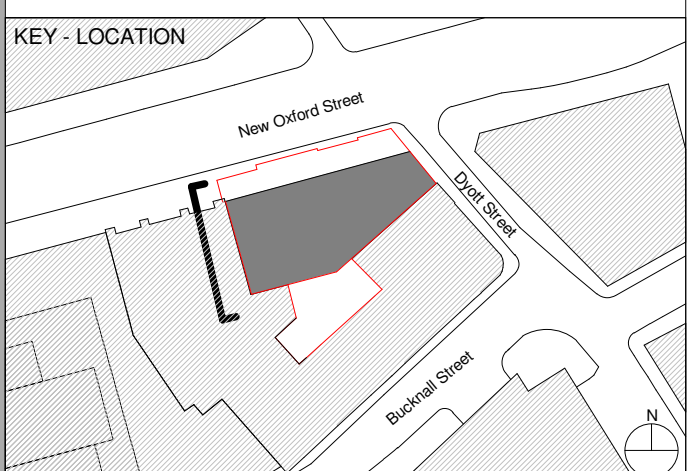 KEY - LOCATION
New Oxford Street
Dyott Street
Bucknall Street
N